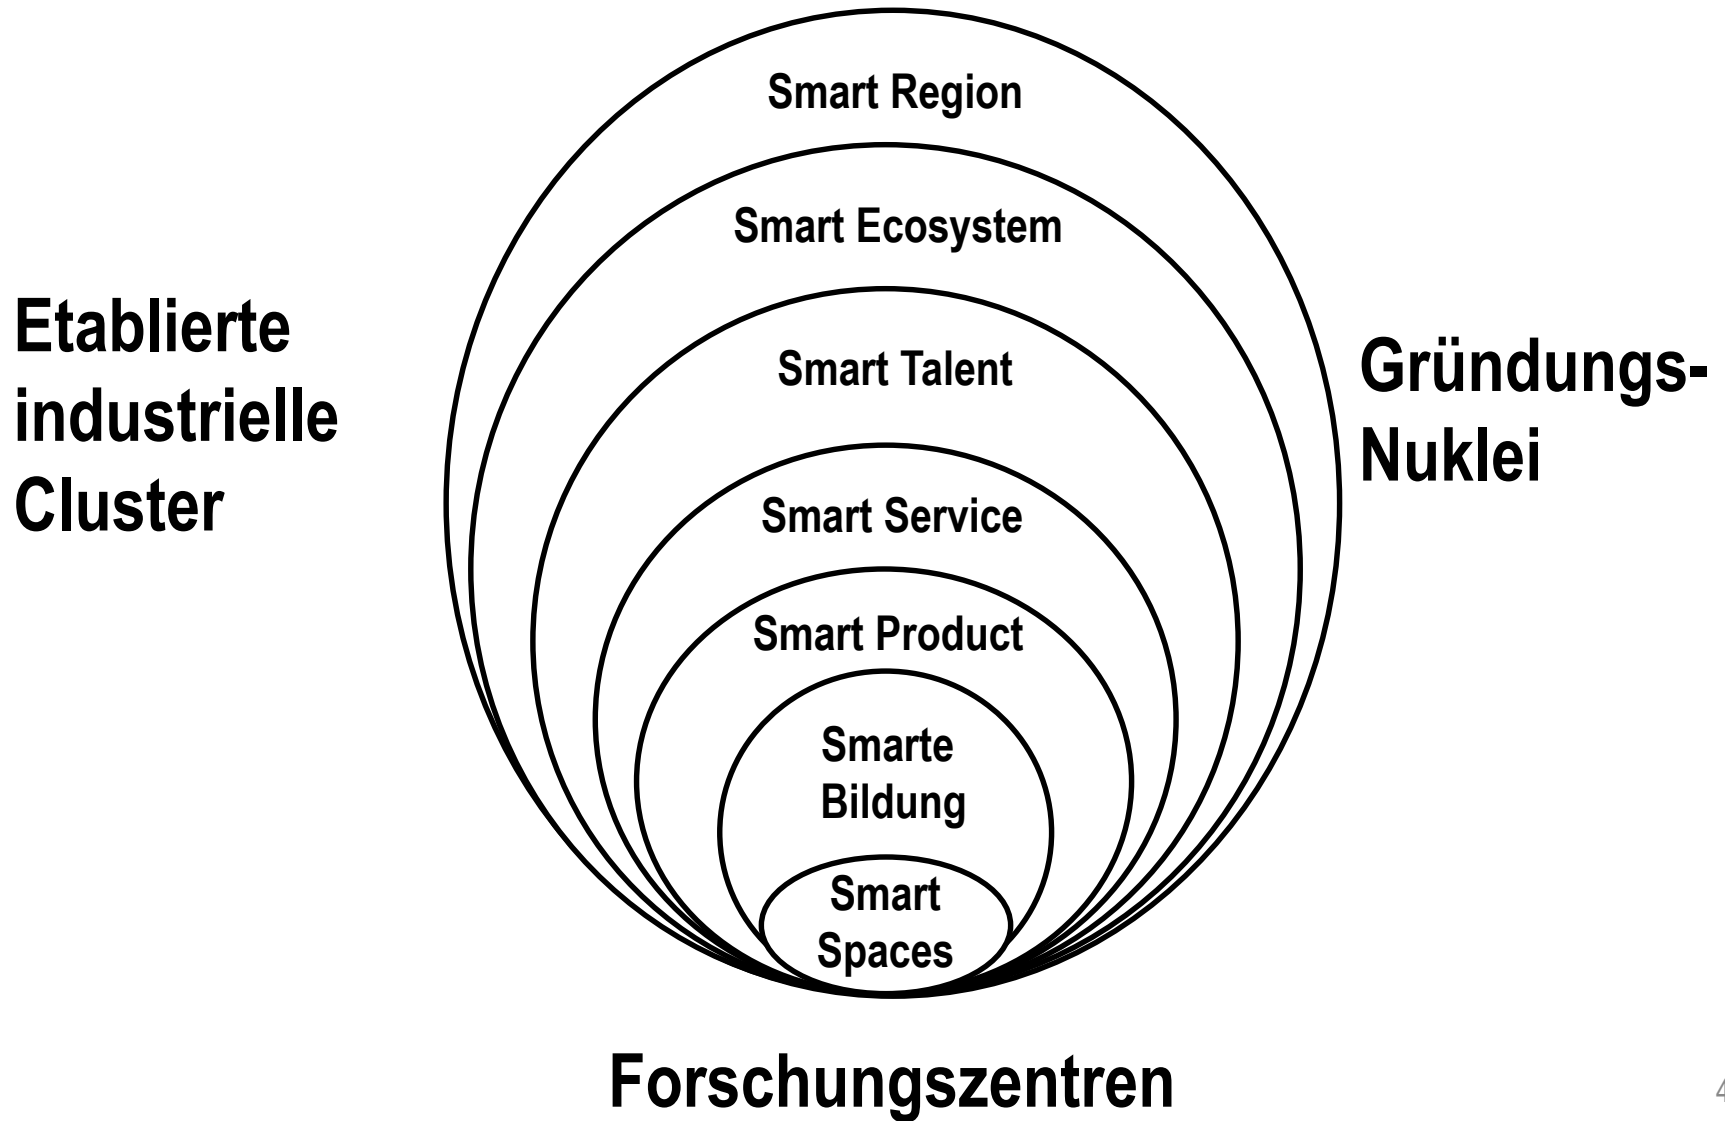 Smart Region
Smart Ecosystem
Smart Talent
Smart Service
Smart Product
Smarte
Bildung
Smart
Spaces
Etablierte
industrielle
Cluster
Gründungs-
Nuklei
Forschungszentren
4